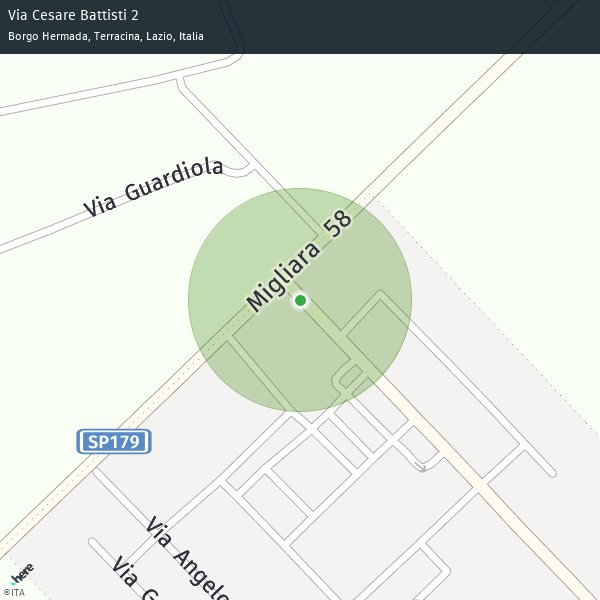 Via Cesare Battisti 2
Borgo Hermada, Terracina, Lazio, Italia
Via Guardiola
Migliara 58
SP179
Via Angelo
Via G
here
©ITA